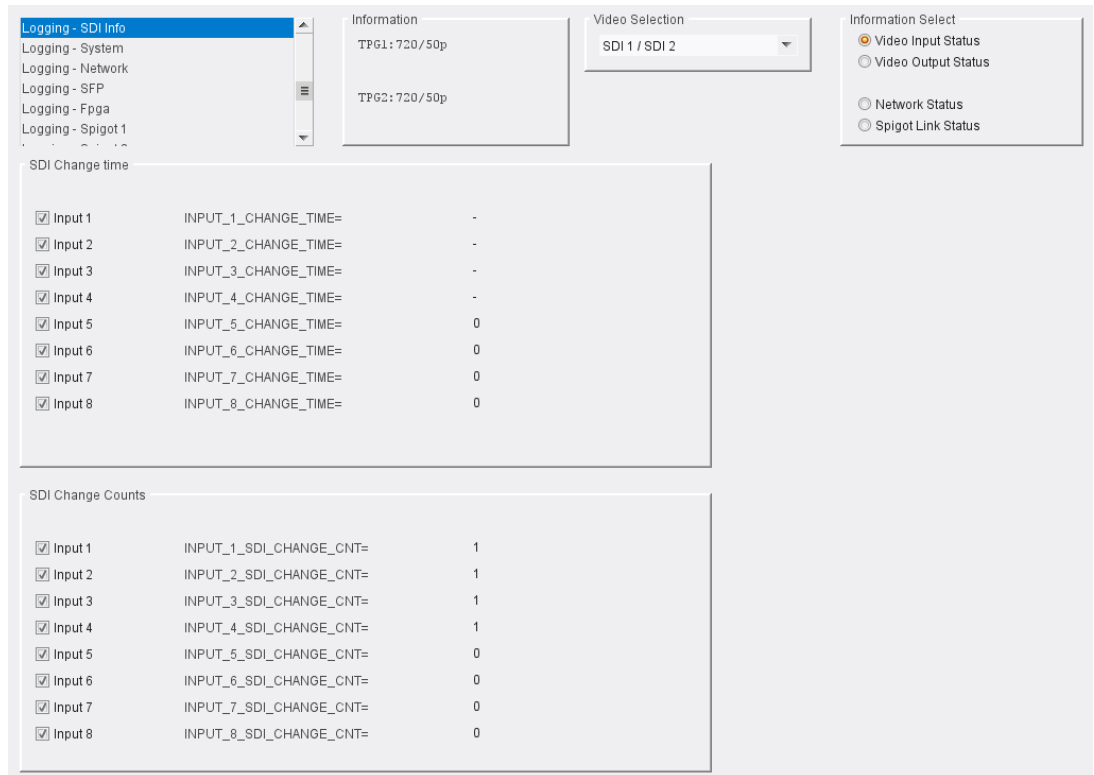 Logging - SDI Info
Logging - System
Logging - Network
Logging - SFP
Logging - Fpga
Logging - Spigot 1
Information
TPG1:720/50p
TPG2:720/50p
Video Selection
SDI 1 / SDI 2
Information Select
Video Input Status
Video Output Status
Network Status
Spigot Link Status
SDI Change time
Input 1 INPUT_1_CHANGE_TIME= -
Input 2 INPUT_2_CHANGE_TIME= -
Input 3 INPUT_3_CHANGE_TIME= -
Input 4 INPUT_4_CHANGE_TIME= -
Input 5 INPUT_5_CHANGE_TIME= 0
Input 6 INPUT_6_CHANGE_TIME= 0
Input 7 INPUT_7_CHANGE_TIME= 0
Input 8 INPUT_8_CHANGE_TIME= 0
SDI Change Counts
Input 1 INPUT_1_SDI_CHANGE_CNT= 1
Input 2 INPUT_2_SDI_CHANGE_CNT= 1
Input 3 INPUT_3_SDI_CHANGE_CNT= 1
Input 4 INPUT_4_SDI_CHANGE_CNT= 1
Input 5 INPUT_5_SDI_CHANGE_CNT= 0
Input 6 INPUT_6_SDI_CHANGE_CNT= 0
Input 7 INPUT_7_SDI_CHANGE_CNT= 0
Input 8 INPUT_8_SDI_CHANGE_CNT= 0